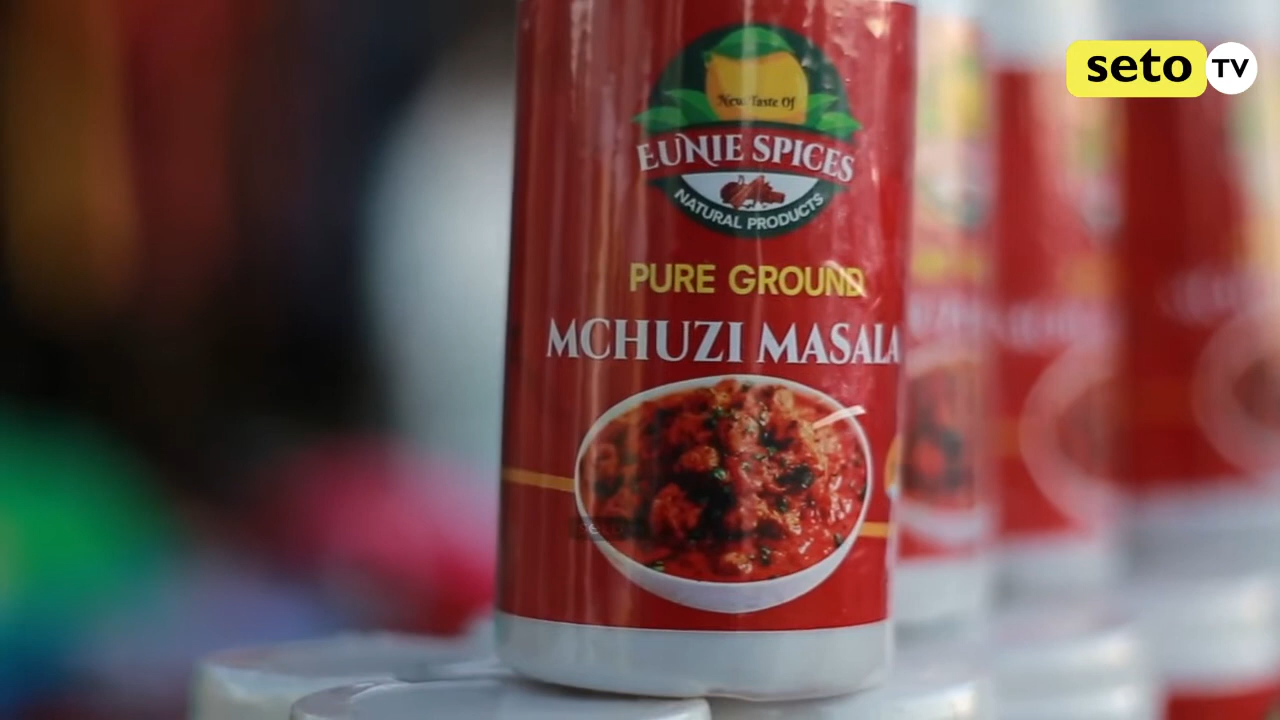 seto TV
New Taste Of
EUNIE SPICES
NATURAL PRODUCTS
PURE GROUND
MCHUZI MASALA